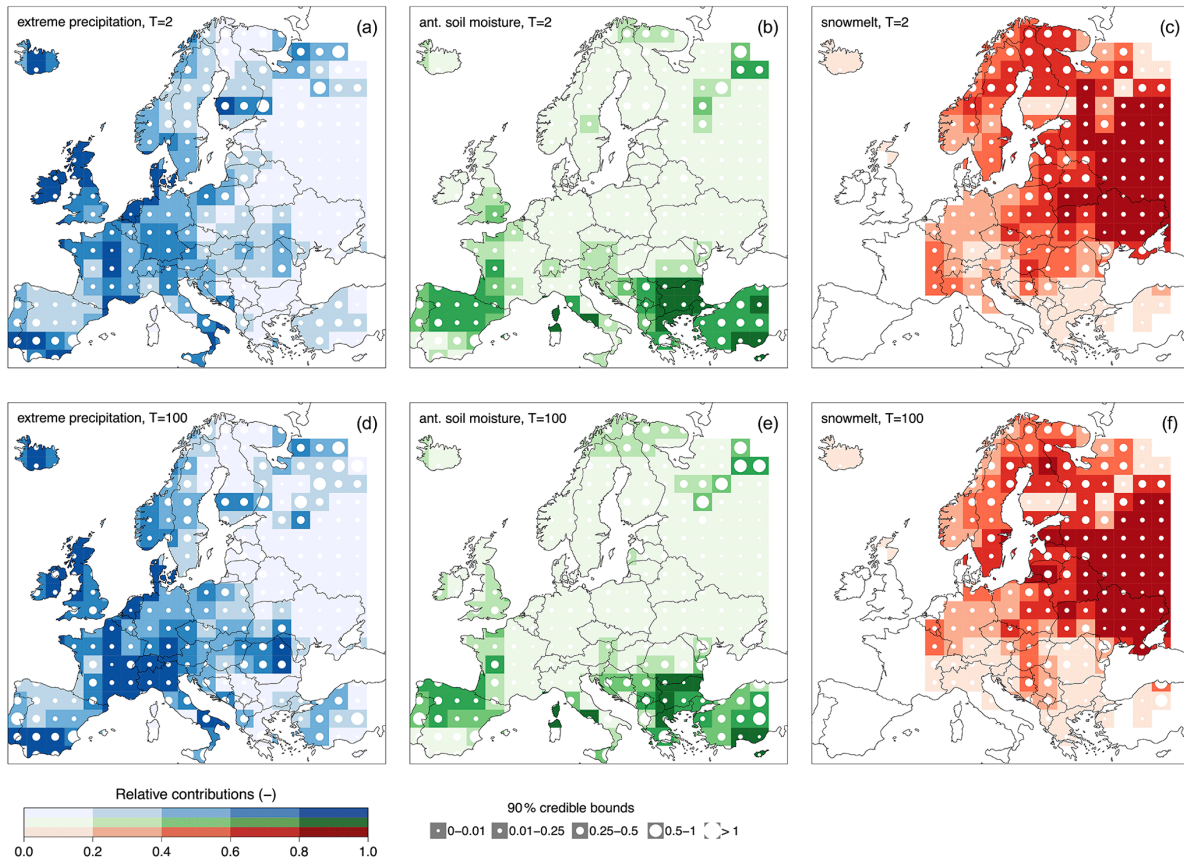 extreme precipitation, T=2 (a)
ant. soil moisture, T=2 (b)
snowmelt, T=2 (c)
extreme precipitation, T=100 (d)
ant. soil moisture, T=100 (e)
snowmelt, T=100 (f)
Relative contributions (−)
0.0 0.2 0.4 0.6 0.8 1.0
90% credible bounds
0−0.01 0.01−0.25 0.25−0.5 0.5−1 > 1